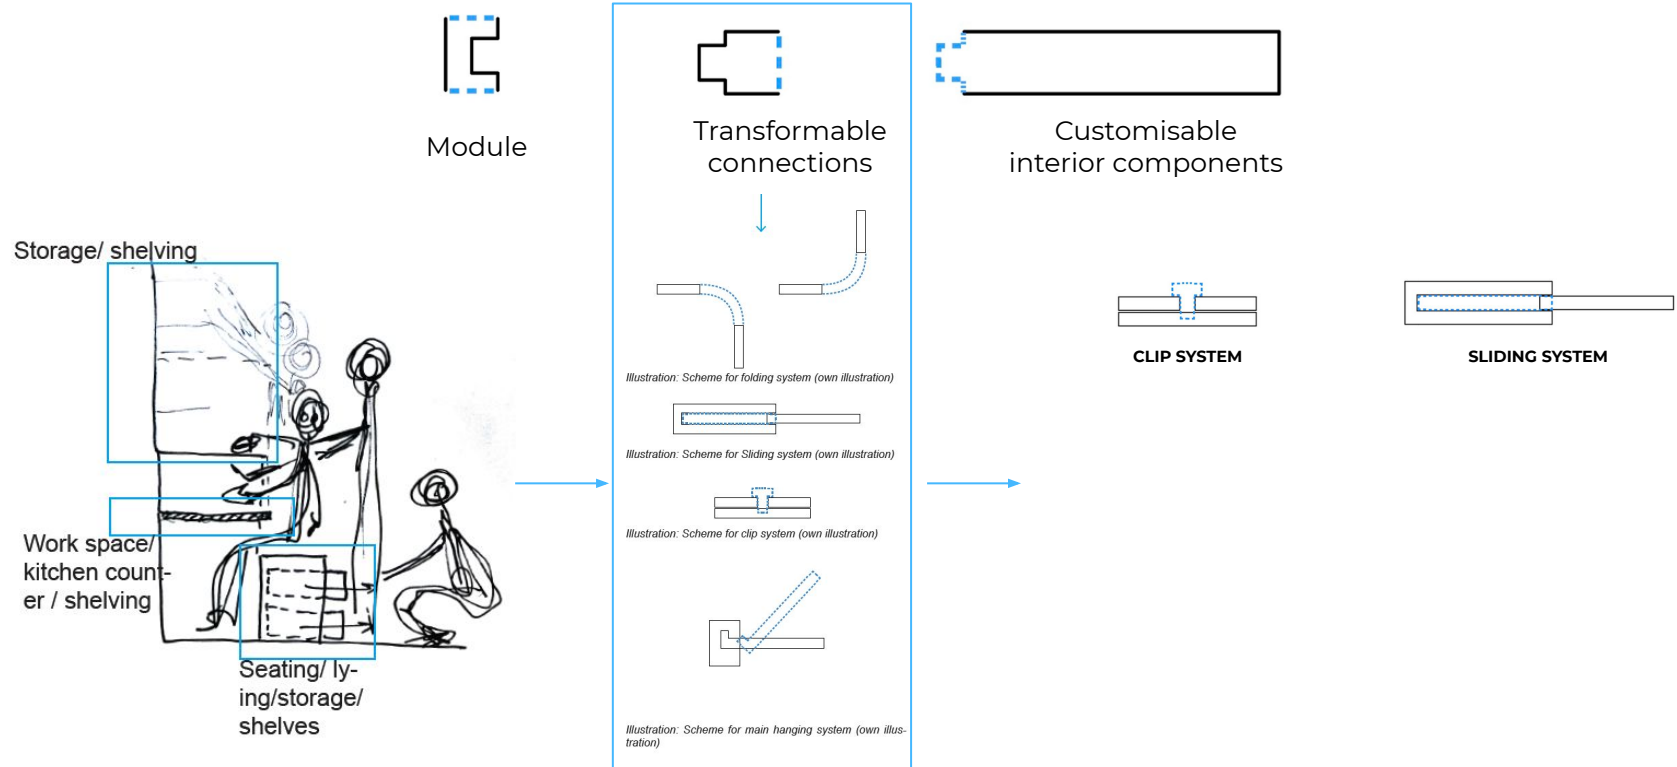 Module
Transformable
connections
Customisable
interior components
Storage/ shelving
Work space/
kitchen count-
er / shelving
Seating/ ly-
ing/storage/
shelves
Illustration: Scheme for folding system (own illustration)
Illustration: Scheme for Sliding system (own illustration)
Illustration: Scheme for clip system (own illustration)
Illustration: Scheme for main hanging system (own illus-
tration)
CLIP SYSTEM
SLIDING SYSTEM